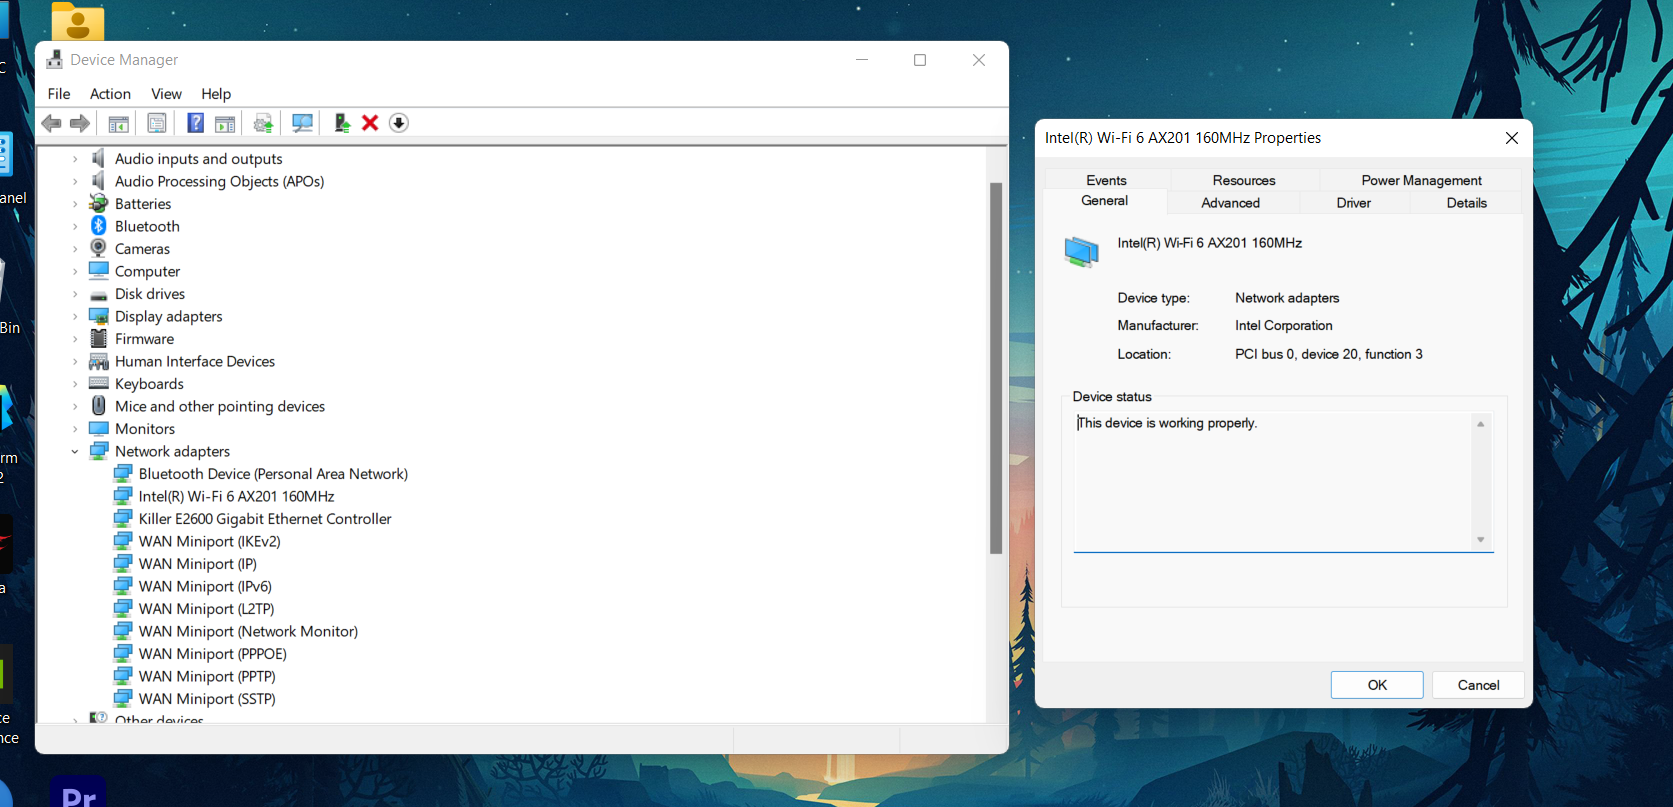 C
anel
Bin
rm
2
a
ce
nce
Pr
Device Manager
File Action View Help
Audio inputs and outputs
Audio Processing Objects (APOs)
Batteries
Bluetooth
Cameras
Computer
Disk drives
Display adapters
Firmware
Human Interface Devices
Keyboards
Mice and other pointing devices
Monitors
Network adapters
Bluetooth Device (Personal Area Network)
Intel(R) Wi-Fi 6 AX201 160MHz
Killer E2600 Gigabit Ethernet Controller
WAN Miniport (IKEv2)
WAN Miniport (IP)
WAN Miniport (IPv6)
WAN Miniport (L2TP)
WAN Miniport (Network Monitor)
WAN Miniport (PPPOE)
WAN Miniport (PPTP)
WAN Miniport (SSTP)
Other devices
Intel(R) Wi-Fi 6 AX201 160MHz Properties
Events Resources Power Management
General Advanced Driver Details
Intel(R) Wi-Fi 6 AX201 160MHz
Device type: Network adapters
Manufacturer: Intel Corporation
Location: PCI bus 0, device 20, function 3
Device status
This device is working properly.
OK Cancel